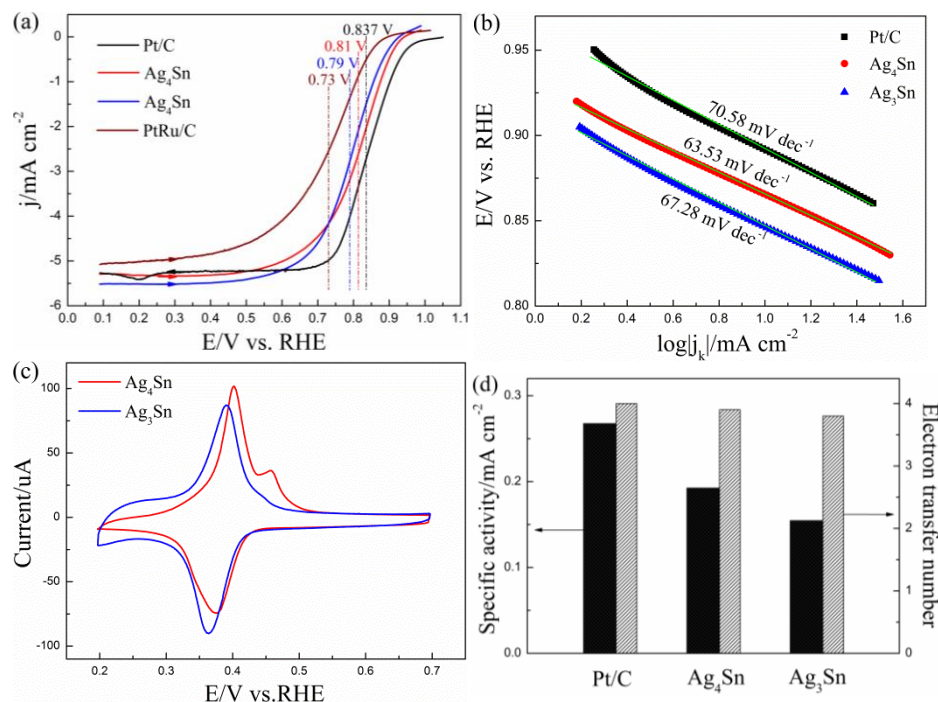 (a)
0
-1
-2
-3
-4
-5
-6
j/mA cm⁻²
Pt/C
Ag₄Sn
Ag₄Sn
PtRu/C
0.837 V
0.81 V
0.79 V
0.73 V
0.0 0.1 0.2 0.3 0.4 0.5 0.6 0.7 0.8 0.9 1.0 1.1
E/V vs. RHE
(b)
0.95
0.90
0.85
0.80
E/V vs. RHE
Pt/C
Ag₄Sn
Ag₃Sn
70.58 mV dec⁻¹
63.53 mV dec⁻¹
67.28 mV dec⁻¹
0.0 0.2 0.4 0.6 0.8 1.0 1.2 1.4 1.6
log|jₖ|/mA cm⁻²
(c)
100
50
0
-50
-100
Current/uA
Ag₄Sn
Ag₃Sn
0.2 0.3 0.4 0.5 0.6 0.7
E/V vs.RHE
(d)
0.3
0.2
0.1
0.0
Specific activity/mA cm⁻²
4
3
2
1
0
Electron transfer number
Pt/C Ag₄Sn Ag₃Sn